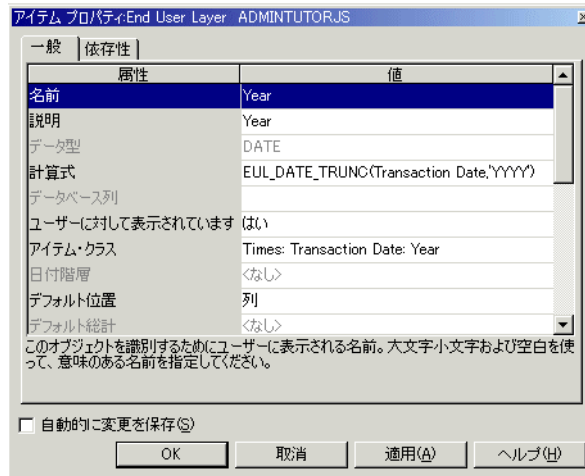 アイテム プロパティ:End User Layer ADMINTUTORJS
一般 依存性
属性 値
名前 Year
説明 Year
データ型 DATE
計算式 EUL_DATE_TRUNC(Transaction Date,'YYYY')
データベース列
ユーザーに対して表示されています はい
アイテム・クラス Times: Transaction Date: Year
日付階層 <なし>
デフォルト位置 列
デフォルト総計 <なし>
このオブジェクトを識別するためにユーザーに表示される名前。大文字小文字および空白を使
って、意味のある名前を指定してください。
自動的に変更を保存(S)
OK 取消 適用(A) ヘルプ(H)